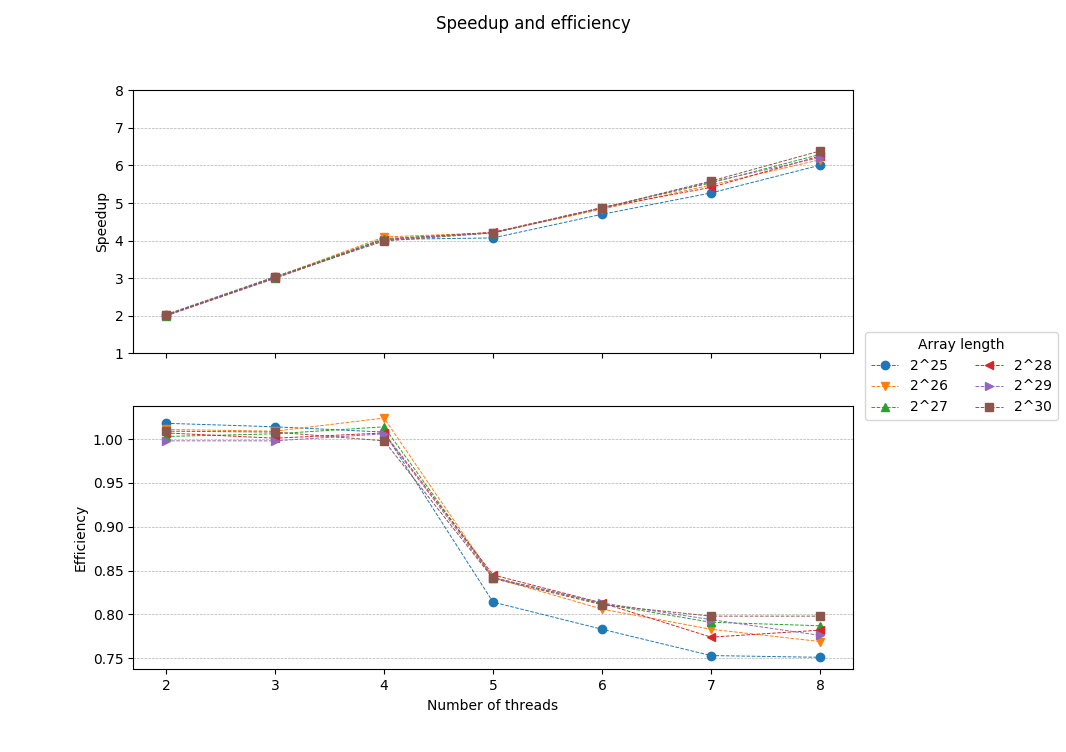 Speedup and efficiency
8
7
6
5
4
3
2
1
Speedup
1.00
0.95
0.90
0.85
0.80
0.75
Efficiency
2 3 4 5 6 7 8
Number of threads
Array length
2^25 2^28
2^26 2^29
2^27 2^30